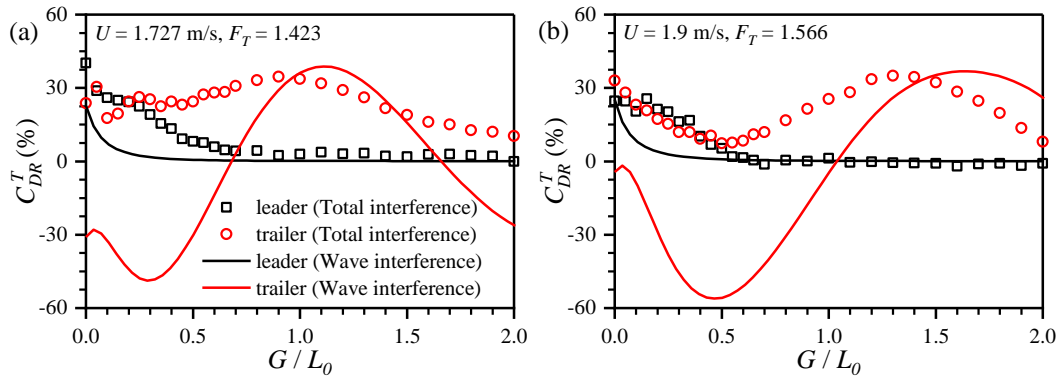 (a)
U = 1.727 m/s, F_T = 1.423
60
30
0
-30
-60
C_DR^T (%)
leader (Total interference)
trailer (Total interference)
leader (Wave interference)
trailer (Wave interference)
0.0 0.5 1.0 1.5 2.0
G / L_0
(b)
U = 1.9 m/s, F_T = 1.566
60
30
0
-30
-60
C_DR^T (%)
0.0 0.5 1.0 1.5 2.0
G / L_0